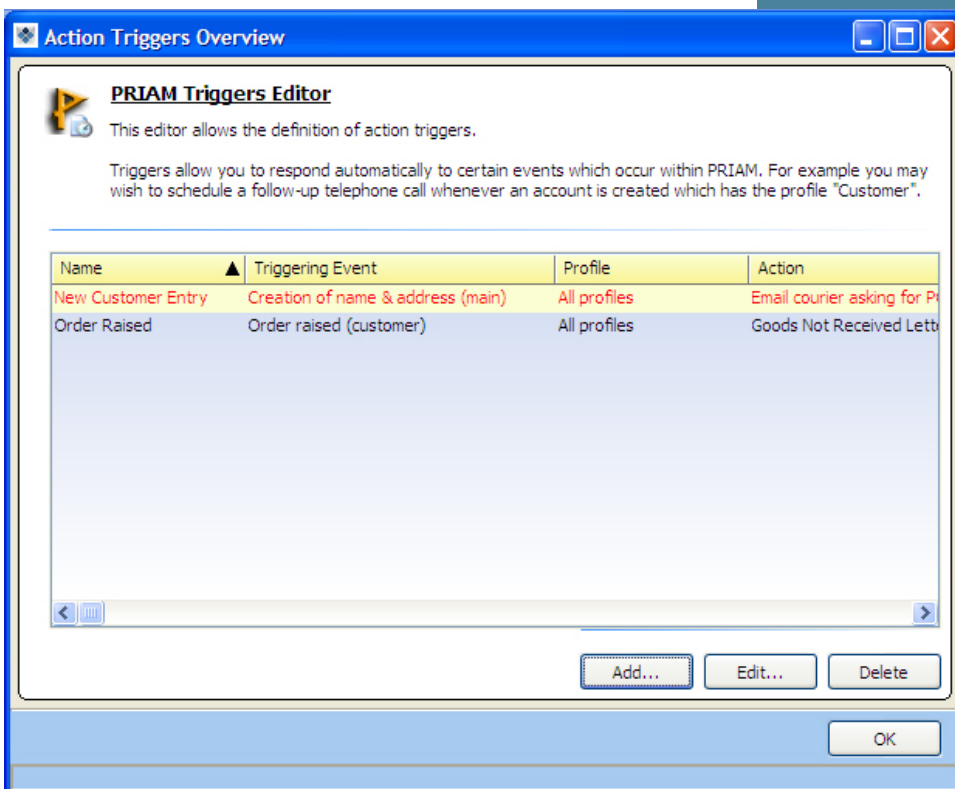 Action Triggers Overview
PRIAM Triggers Editor
This editor allows the definition of action triggers.
Triggers allow you to respond automatically to certain events which occur within PRIAM. For example you may
wish to schedule a follow-up telephone call whenever an account is created which has the profile "Customer".
Name Triggering Event Profile Action
New Customer Entry Creation of name & address (main) All profiles Email courier asking for
Order Raised Order raised (customer) All profiles Goods Not Received
Add... Edit... Delete
OK